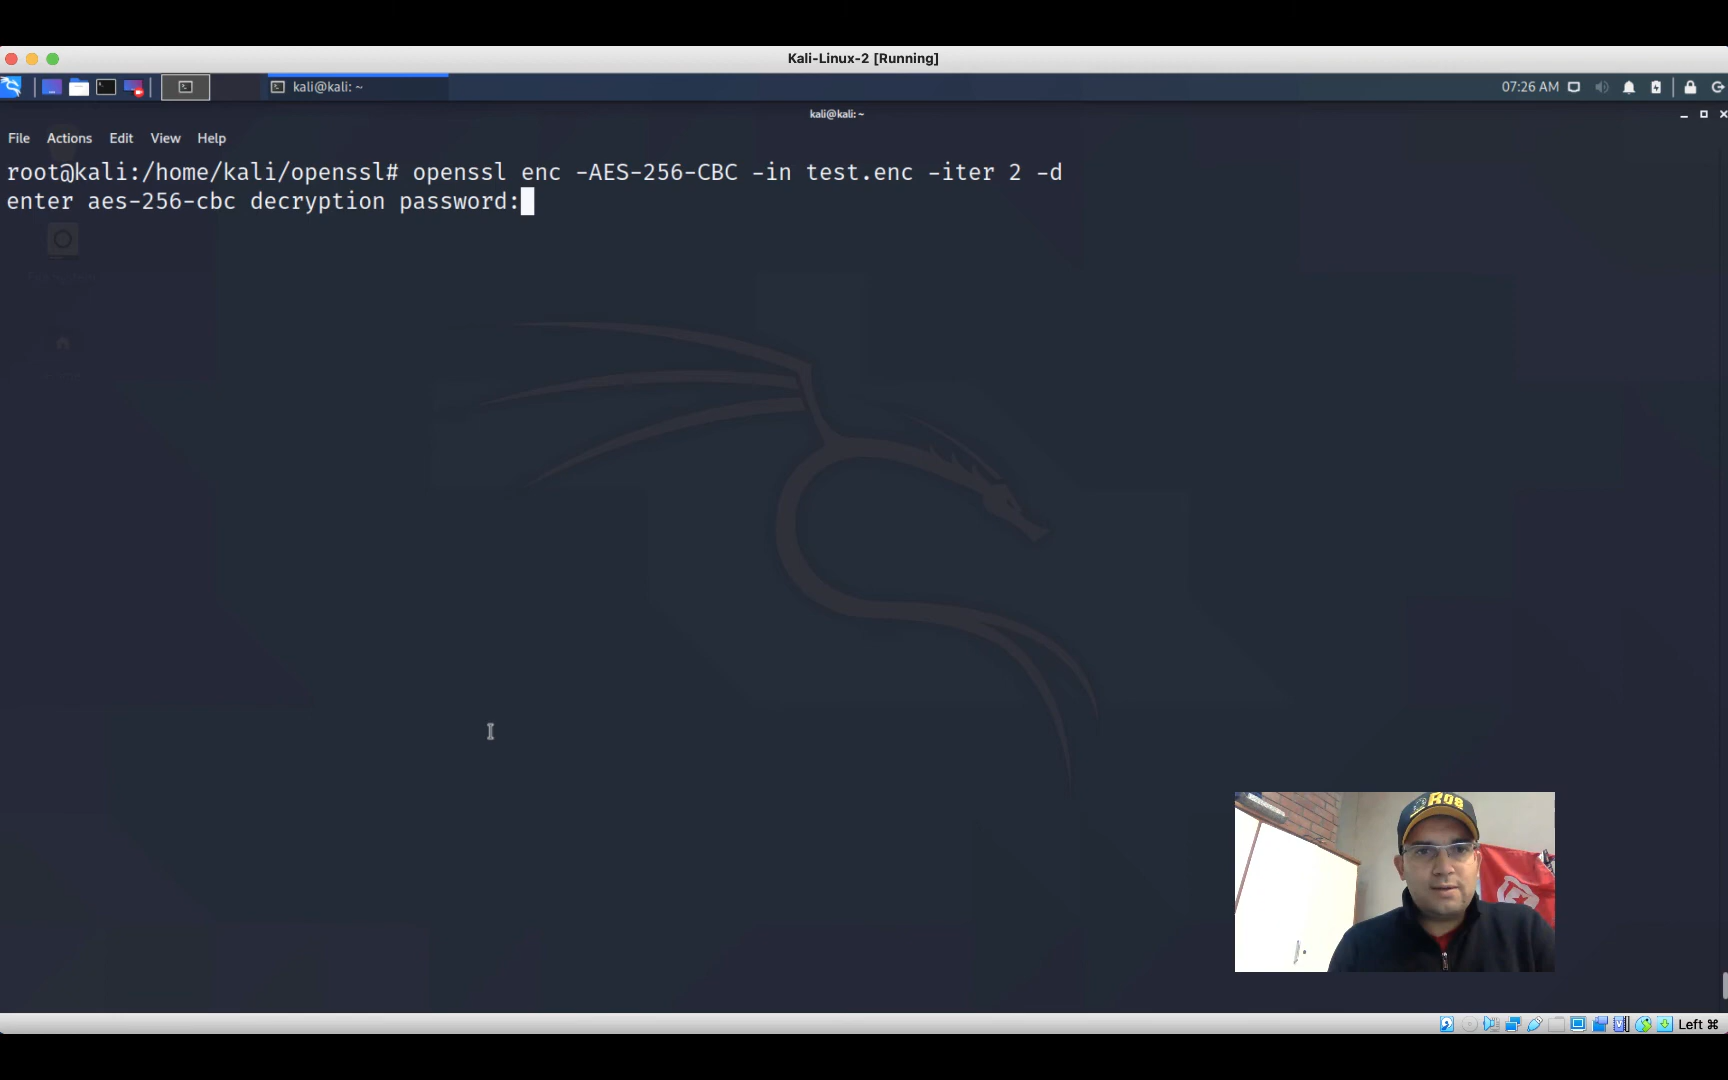 Kali-Linux-2 [Running]
kali@kali: ~
07:26 AM
kali@kali: ~
File Actions Edit View Help
root@kali:/home/kali/openssl# openssl enc -AES-256-CBC -in test.enc -iter 2 -d
enter aes-256-cbc decryption password:
Left ⌘